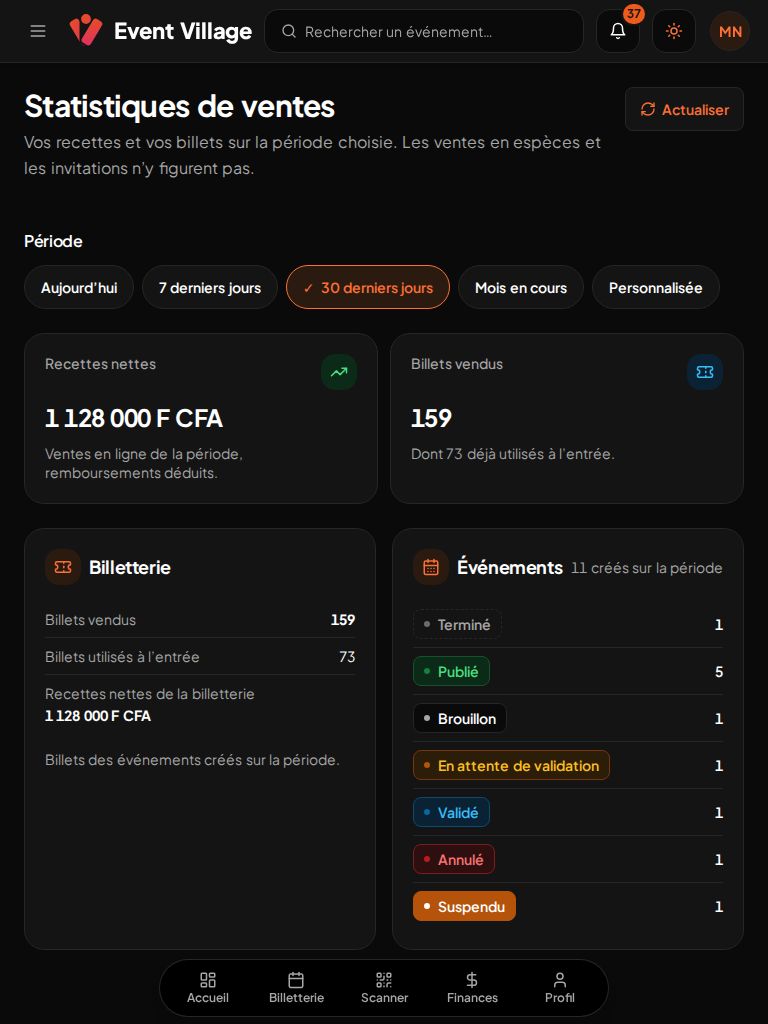 Event Village
Rechercher un événement…
37
MN
Statistiques de ventes
Actualiser
Vos recettes et vos billets sur la période choisie. Les ventes en espèces et
les invitations n’y figurent pas.
Période
Aujourd’hui
7 derniers jours
✓ 30 derniers jours
Mois en cours
Personnalisée
Recettes nettes
1 128 000 F CFA
Ventes en ligne de la période,
remboursements déduits.
Billets vendus
159
Dont 73 déjà utilisés à l’entrée.
Billetterie
Billets vendus 159
Billets utilisés à l’entrée 73
Recettes nettes de la billetterie
1 128 000 F CFA
Billets des événements créés sur la période.
Événements 11 créés sur la période
Terminé 1
Publié 5
Brouillon 1
En attente de validation 1
Validé 1
Annulé 1
Suspendu 1
Accueil
Billetterie
Scanner
Finances
Profil